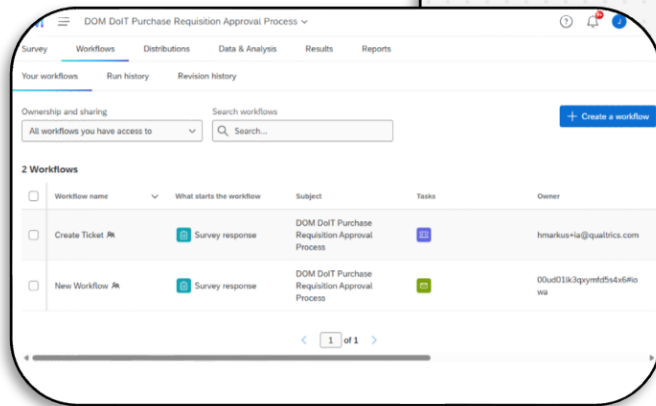 DOM DoIT Purchase Requisition Approval Process
Survey Workflows Distributions Data & Analysis Results Reports
Your workflows Run history Revision history
Ownership and sharing Search workflows
All workflows you have access to Search...
+ Create a workflow
2 Workflows
Workflow name What starts the workflow Subject Tasks Owner
Create Ticket Survey response DOM DoIT Purchase
Requisition Approval
Process
hmarkus+ia@qualtrics.com
New Workflow Survey response DOM DoIT Purchase
Requisition Approval
Process
1 of 1